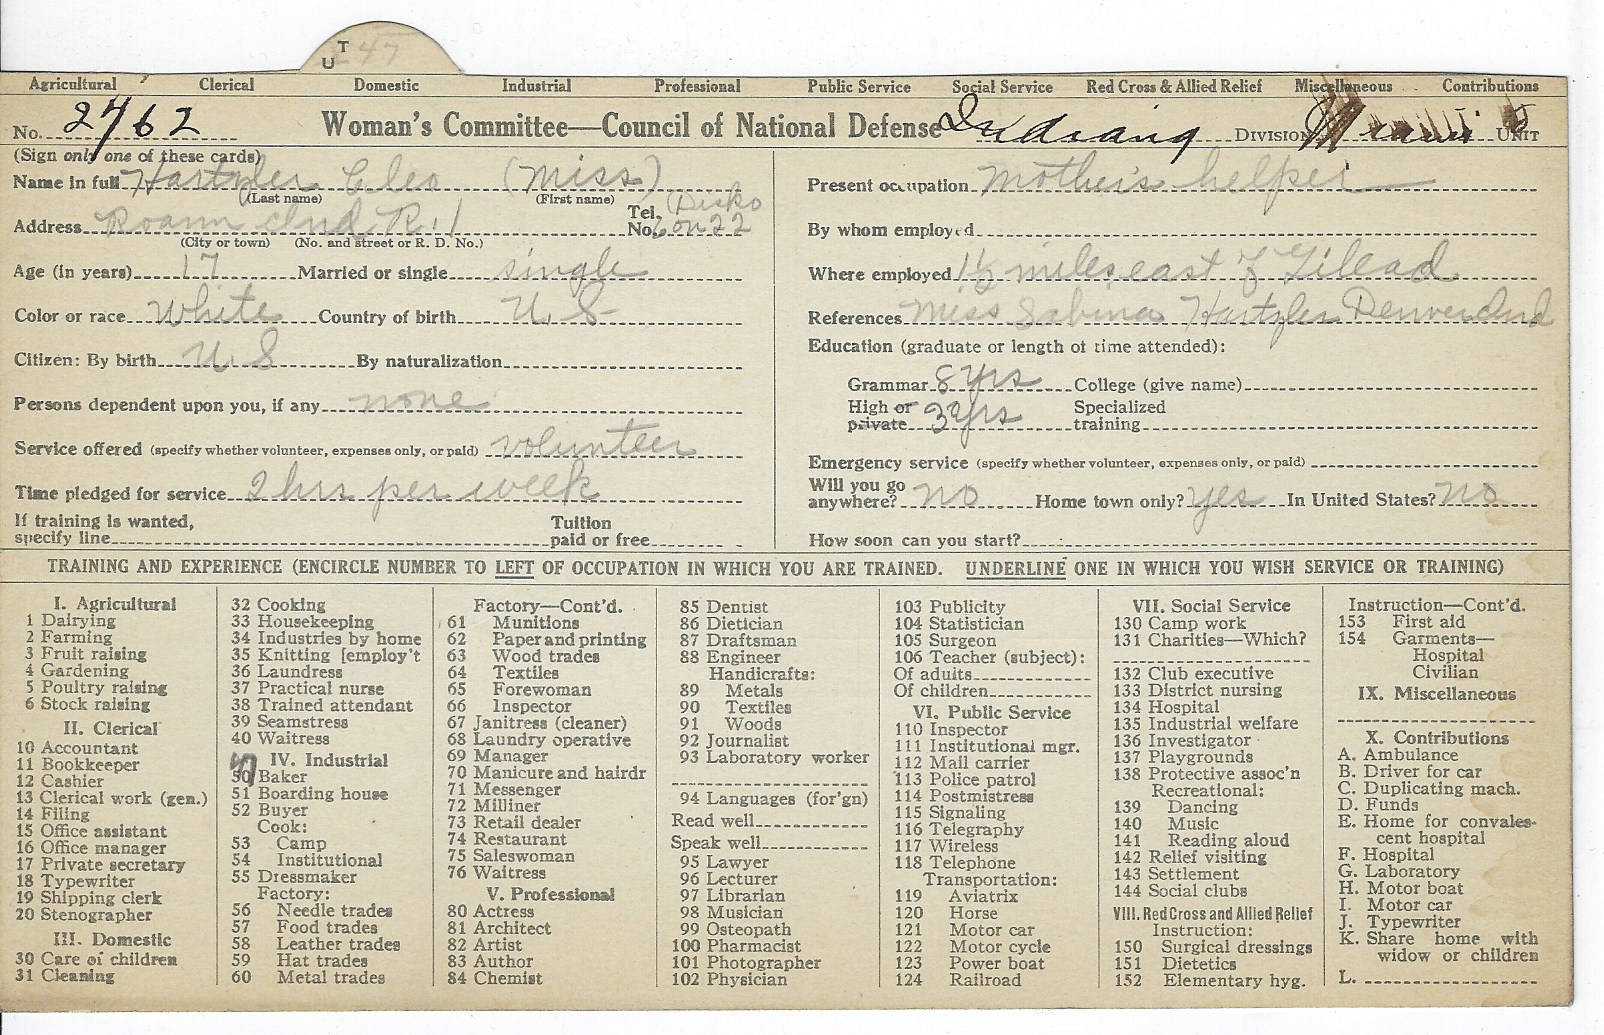 T
U 47
Agricultural Clerical Domestic Industrial Professional Public Service Social Service Red Cross & Allied Relief Miscellaneous Contributions
No. 2762 Woman's Committee—Council of National Defense Indiana DIVISION Miami UNIT
(Sign only one of these cards)
Name in full Hartzler Cleo (Miss)
(Last name) (First name)
Address Roann Ind R.1 Tel. No. (Disko 6 on 22
(City or town) (No. and street or R. D. No.)
Age (in years) 17 Married or single single
Color or race White Country of birth U.S
Citizen: By birth U.S By naturalization
Persons dependent upon you, if any none
Service offered (specify whether volunteer, expenses only, or paid) volunteer
Time pledged for service 2 hrs per week
If training is wanted, specify line Tuition paid or free
Present occupation Mother's helper
By whom employed
Where employed 1½ miles east of Gilead
References Miss Sabina Hartzler Denver Ind
Education (graduate or length of time attended):
Grammar 8 yrs College (give name)
High or private 3 yrs Specialized training
Emergency service (specify whether volunteer, expenses only, or paid)
Will you go anywhere? no Home town only? yes In United States? no
How soon can you start?
TRAINING AND EXPERIENCE (ENCIRCLE NUMBER TO LEFT OF OCCUPATION IN WHICH YOU ARE TRAINED. UNDERLINE ONE IN WHICH YOU WISH SERVICE OR TRAINING)
I. Agricultural
1 Dairying
2 Farming
3 Fruit raising
4 Gardening
5 Poultry raising
6 Stock raising
II. Clerical
10 Accountant
11 Bookkeeper
12 Cashier
13 Clerical work (gen.)
14 Filing
15 Office assistant
16 Office manager
17 Private secretary
18 Typewriter
19 Shipping clerk
20 Stenographer
III. Domestic
30 Care of children
31 Cleaning
32 Cooking
33 Housekeeping
34 Industries by home
35 Knitting [employ't
36 Laundress
37 Practical nurse
38 Trained attendant
39 Seamstress
40 Waitress
IV. Industrial
50 Baker
51 Boarding house
52 Buyer
Cook:
53 Camp
54 Institutional
55 Dressmaker
Factory:
56 Needle trades
57 Food trades
58 Leather trades
59 Hat trades
60 Metal trades
Factory—Cont'd.
61 Munitions
62 Paper and printing
63 Wood trades
64 Textiles
65 Forewoman
66 Inspector
67 Janitress (cleaner)
68 Laundry operative
69 Manager
70 Manicure and hairdr
71 Messenger
72 Milliner
73 Retail dealer
74 Restaurant
75 Saleswoman
76 Waitress
V. Professional
80 Actress
81 Architect
82 Artist
83 Author
84 Chemist
85 Dentist
86 Dietician
87 Draftsman
88 Engineer
Handicrafts:
89 Metals
90 Textiles
91 Woods
92 Journalist
93 Laboratory worker
94 Languages (for'gn)
Read well
Speak well
95 Lawyer
96 Lecturer
97 Librarian
98 Musician
99 Osteopath
100 Pharmacist
101 Photographer
102 Physician
103 Publicity
104 Statistician
105 Surgeon
106 Teacher (subject):
Of adults
Of children
VI. Public Service
110 Inspector
111 Institutional mgr.
112 Mail carrier
113 Police patrol
114 Postmistress
115 Signaling
116 Telegraphy
117 Wireless
118 Telephone
Transportation:
119 Aviatrix
120 Horse
121 Motor car
122 Motor cycle
123 Power boat
124 Railroad
VII. Social Service
130 Camp work
131 Charities—Which?
132 Club executive
133 District nursing
134 Hospital
135 Industrial welfare
136 Investigator
137 Playgrounds
138 Protective assoc'n
Recreational:
139 Dancing
140 Music
141 Reading aloud
142 Relief visiting
143 Settlement
144 Social clubs
VIII. Red Cross and Allied Relief
Instruction:
150 Surgical dressings
151 Dietetics
152 Elementary hyg.
Instruction—Cont'd.
153 First aid
154 Garments—
Hospital
Civilian
IX. Miscellaneous
X. Contributions
A. Ambulance
B. Driver for car
C. Duplicating mach.
D. Funds
E. Home for convales-
cent hospital
F. Hospital
G. Laboratory
H. Motor boat
I. Motor car
J. Typewriter
K. Share home with
widow or children
L.